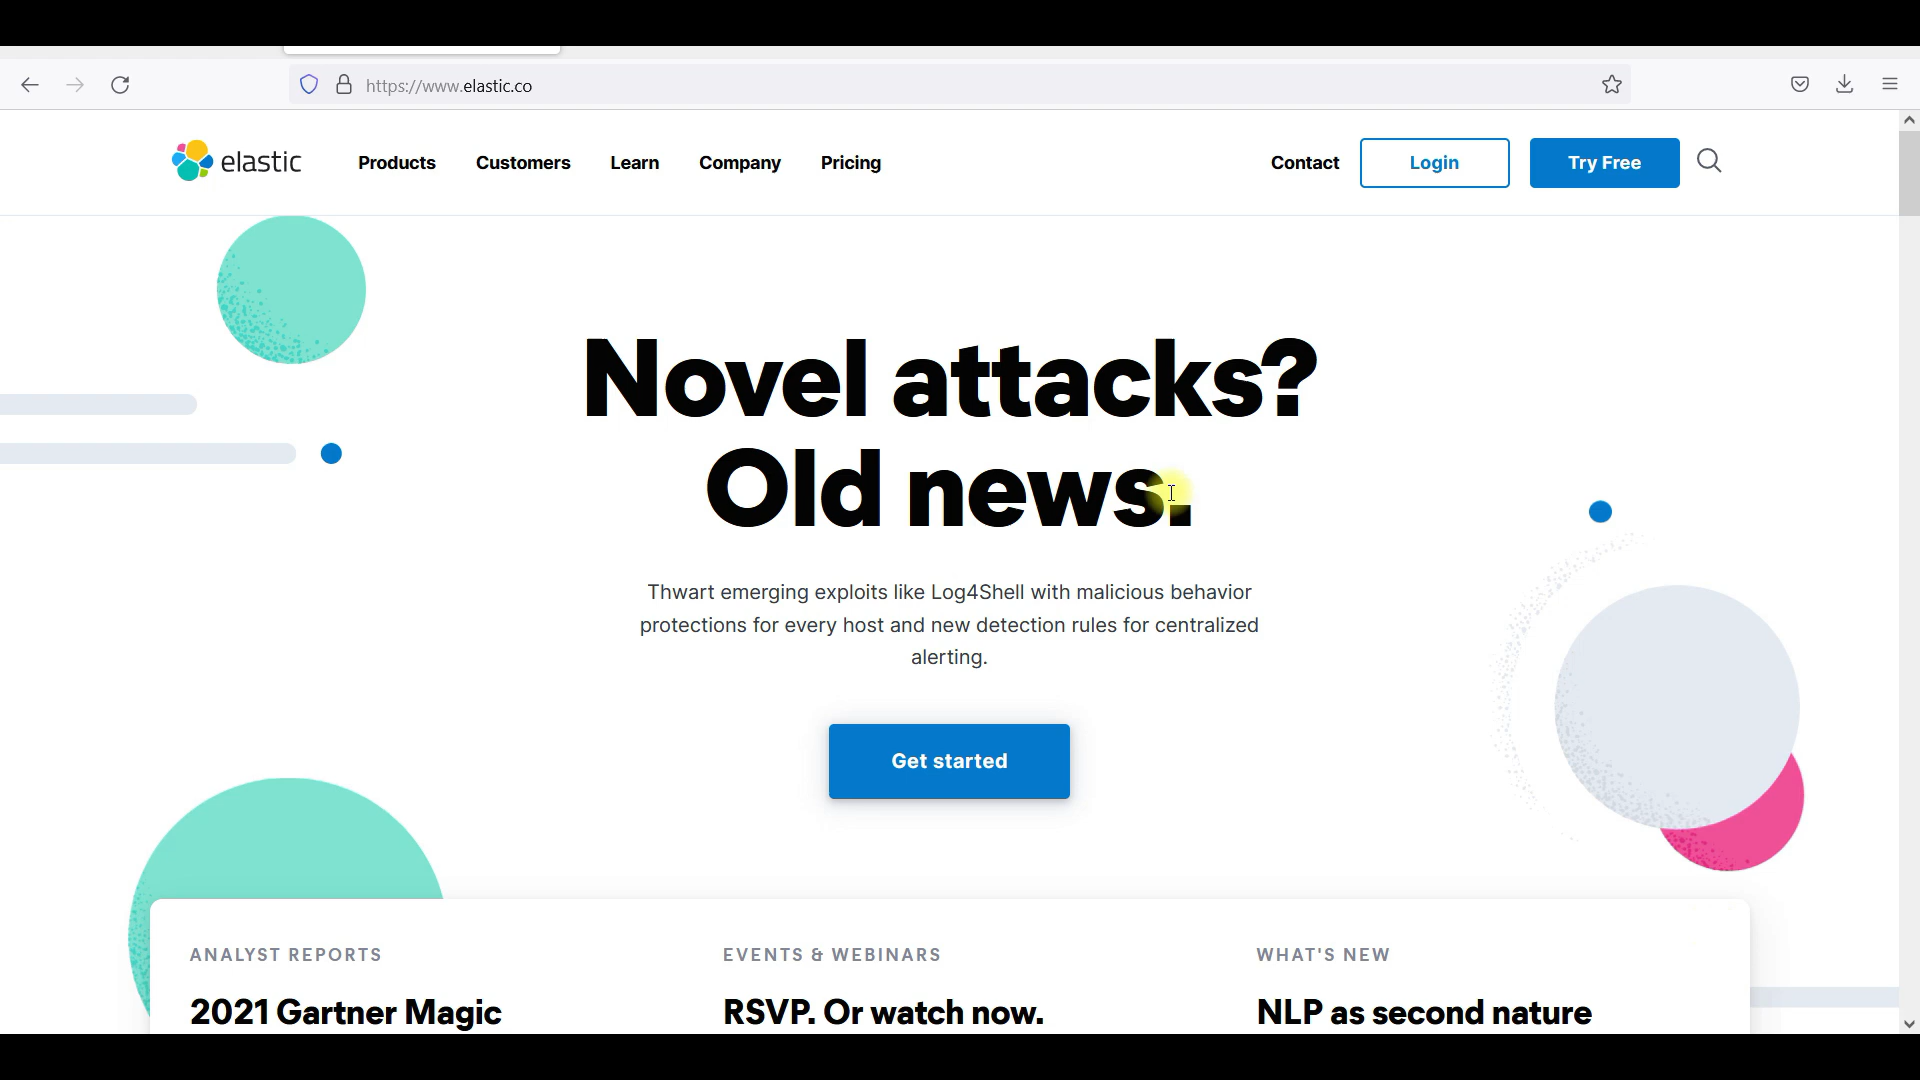 https://www.elastic.co
elastic
Products Customers Learn Company Pricing
Contact Login Try Free
Novel attacks?
Old news.
Thwart emerging exploits like Log4Shell with malicious behavior
protections for every host and new detection rules for centralized
alerting.
Get started
ANALYST REPORTS
2021 Gartner Magic
EVENTS & WEBINARS
RSVP. Or watch now.
WHAT'S NEW
NLP as second nature